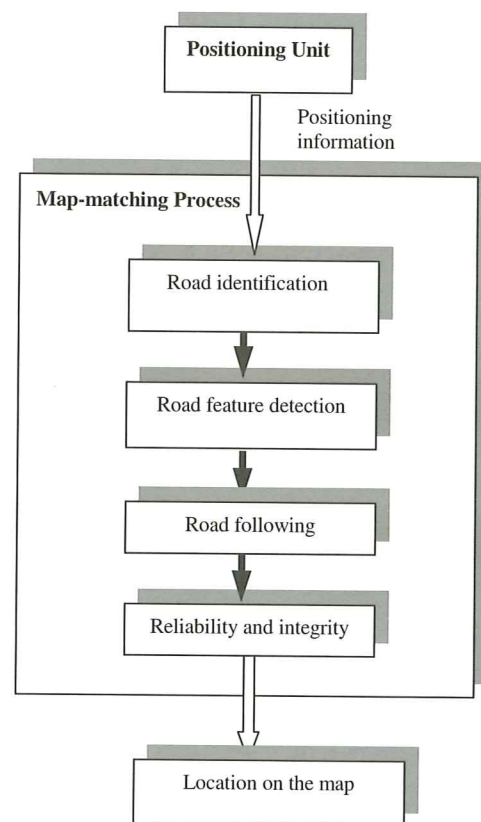 Positioning Unit
Positioning
information
Map-matching Process
Road identification
Road feature detection
Road following
Reliability and integrity
Location on the map